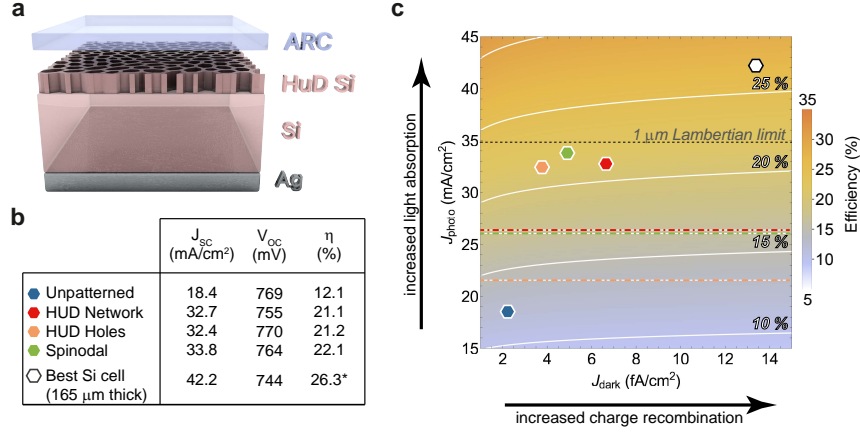 a
ARC
HuD Si
Si
Ag
b
J_SC (mA/cm²) V_OC (mV) η (%)
Unpatterned 18.4 769 12.1
HUD Network 32.7 755 21.1
HUD Holes 32.4 770 21.2
Spinodal 33.8 764 22.1
Best Si cell
(165 μm thick) 42.2 744 26.3*
c
increased light absorption
J_photo (mA/cm²)
45
40
35
30
25
20
15
25 %
1 μm Lambertian limit
20 %
15 %
10 %
2 4 6 8 10 12 14
J_dark (fA/cm²)
increased charge recombination
35
30
25
20
15
10
5
Efficiency (%)